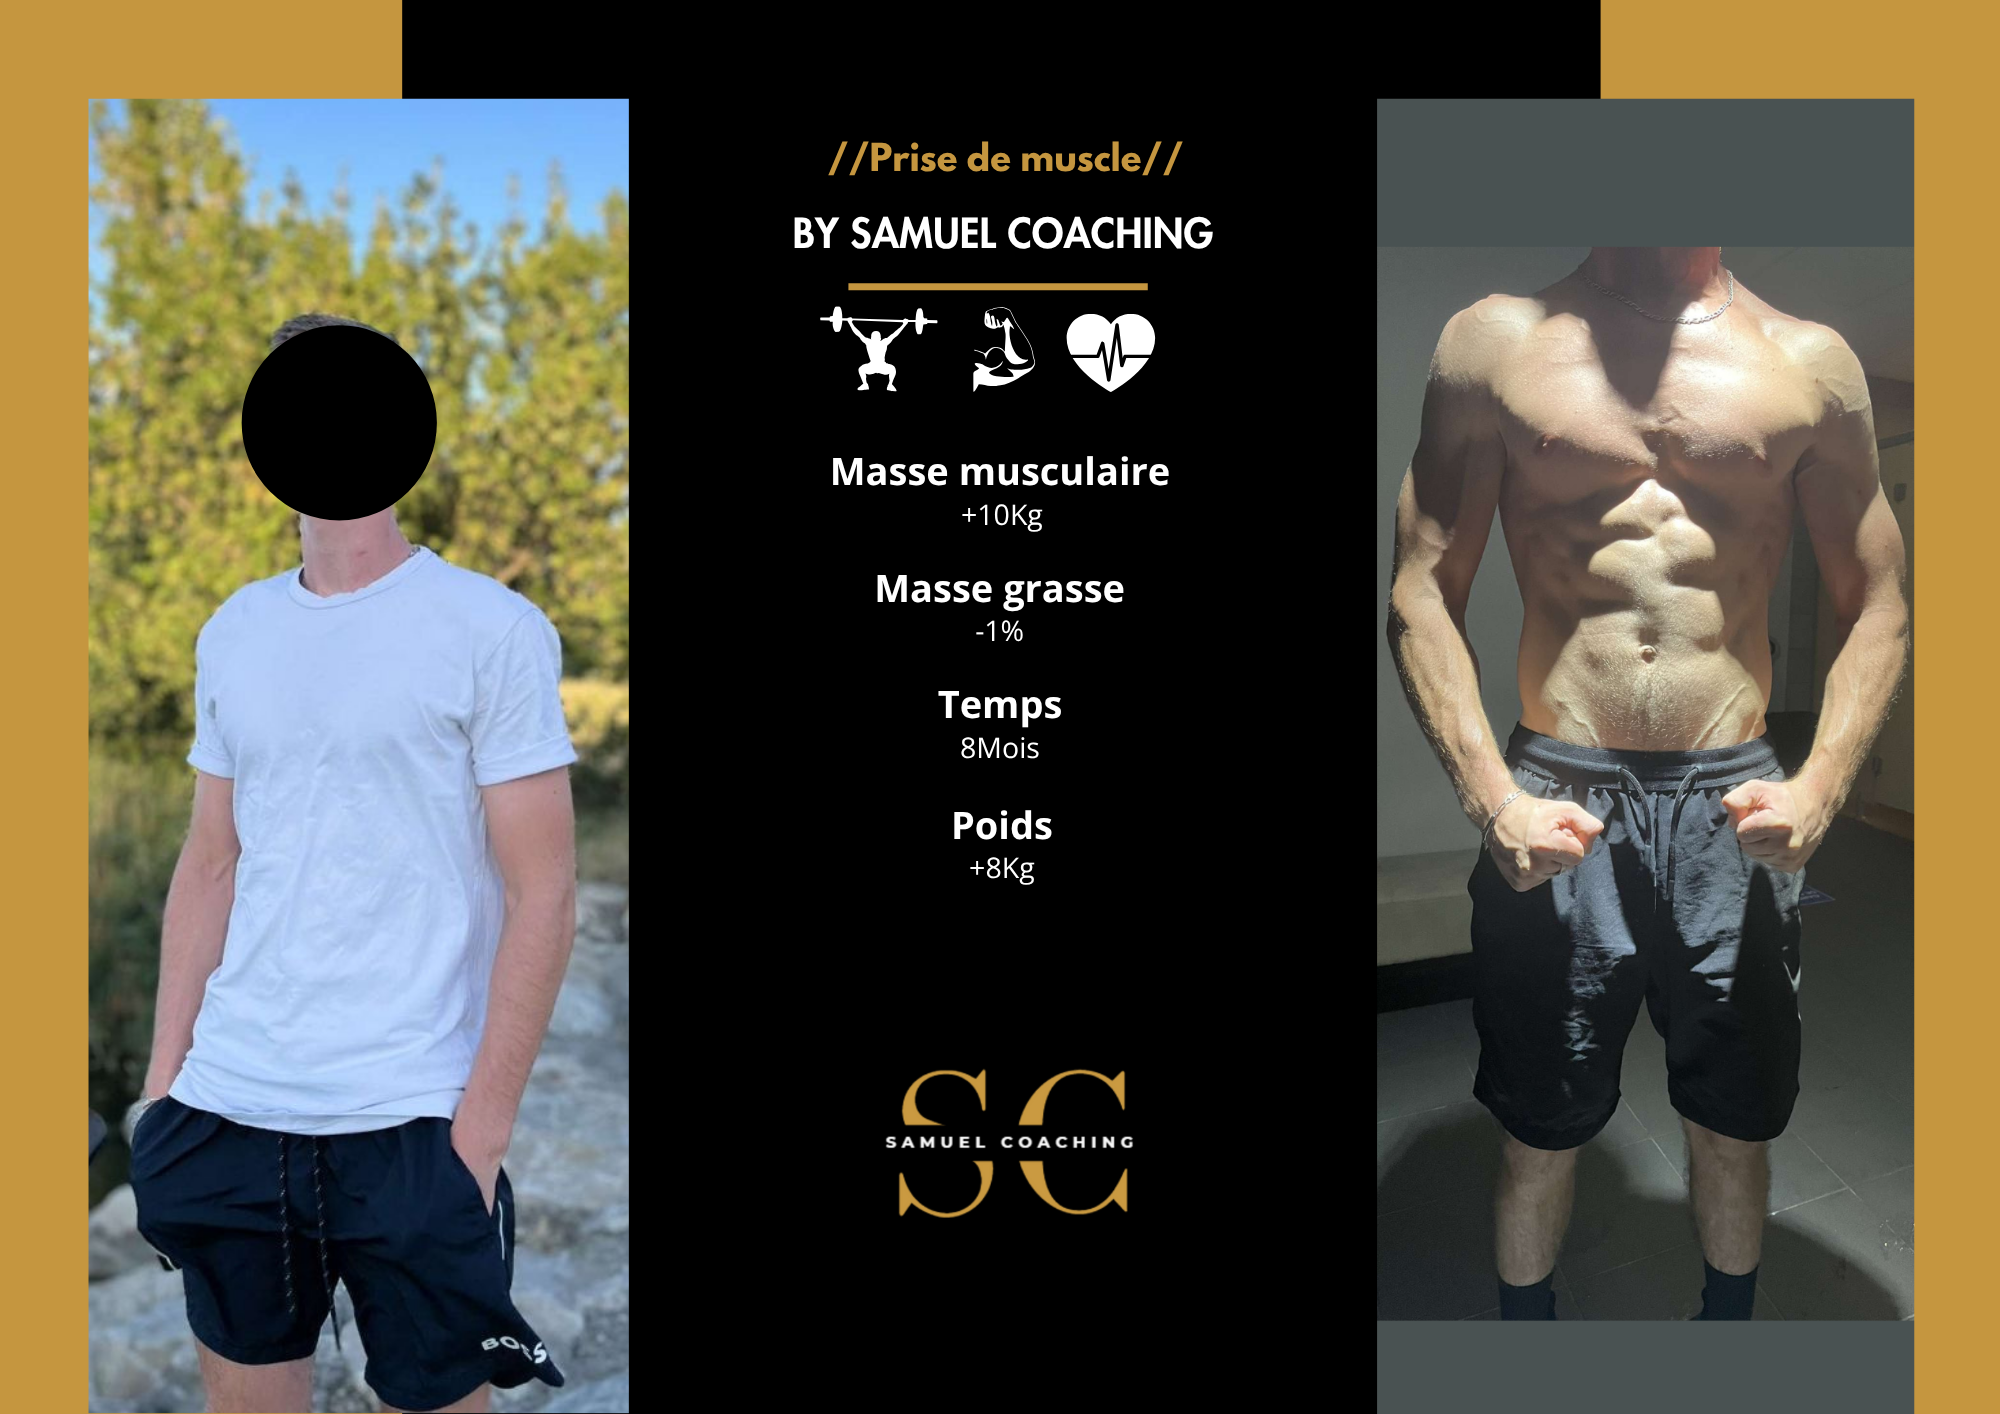 //Prise de muscle//
BY SAMUEL COACHING
Masse musculaire
+10Kg
Masse grasse
-1%
Temps
8Mois
Poids
+8Kg
SC
SAMUEL COACHING